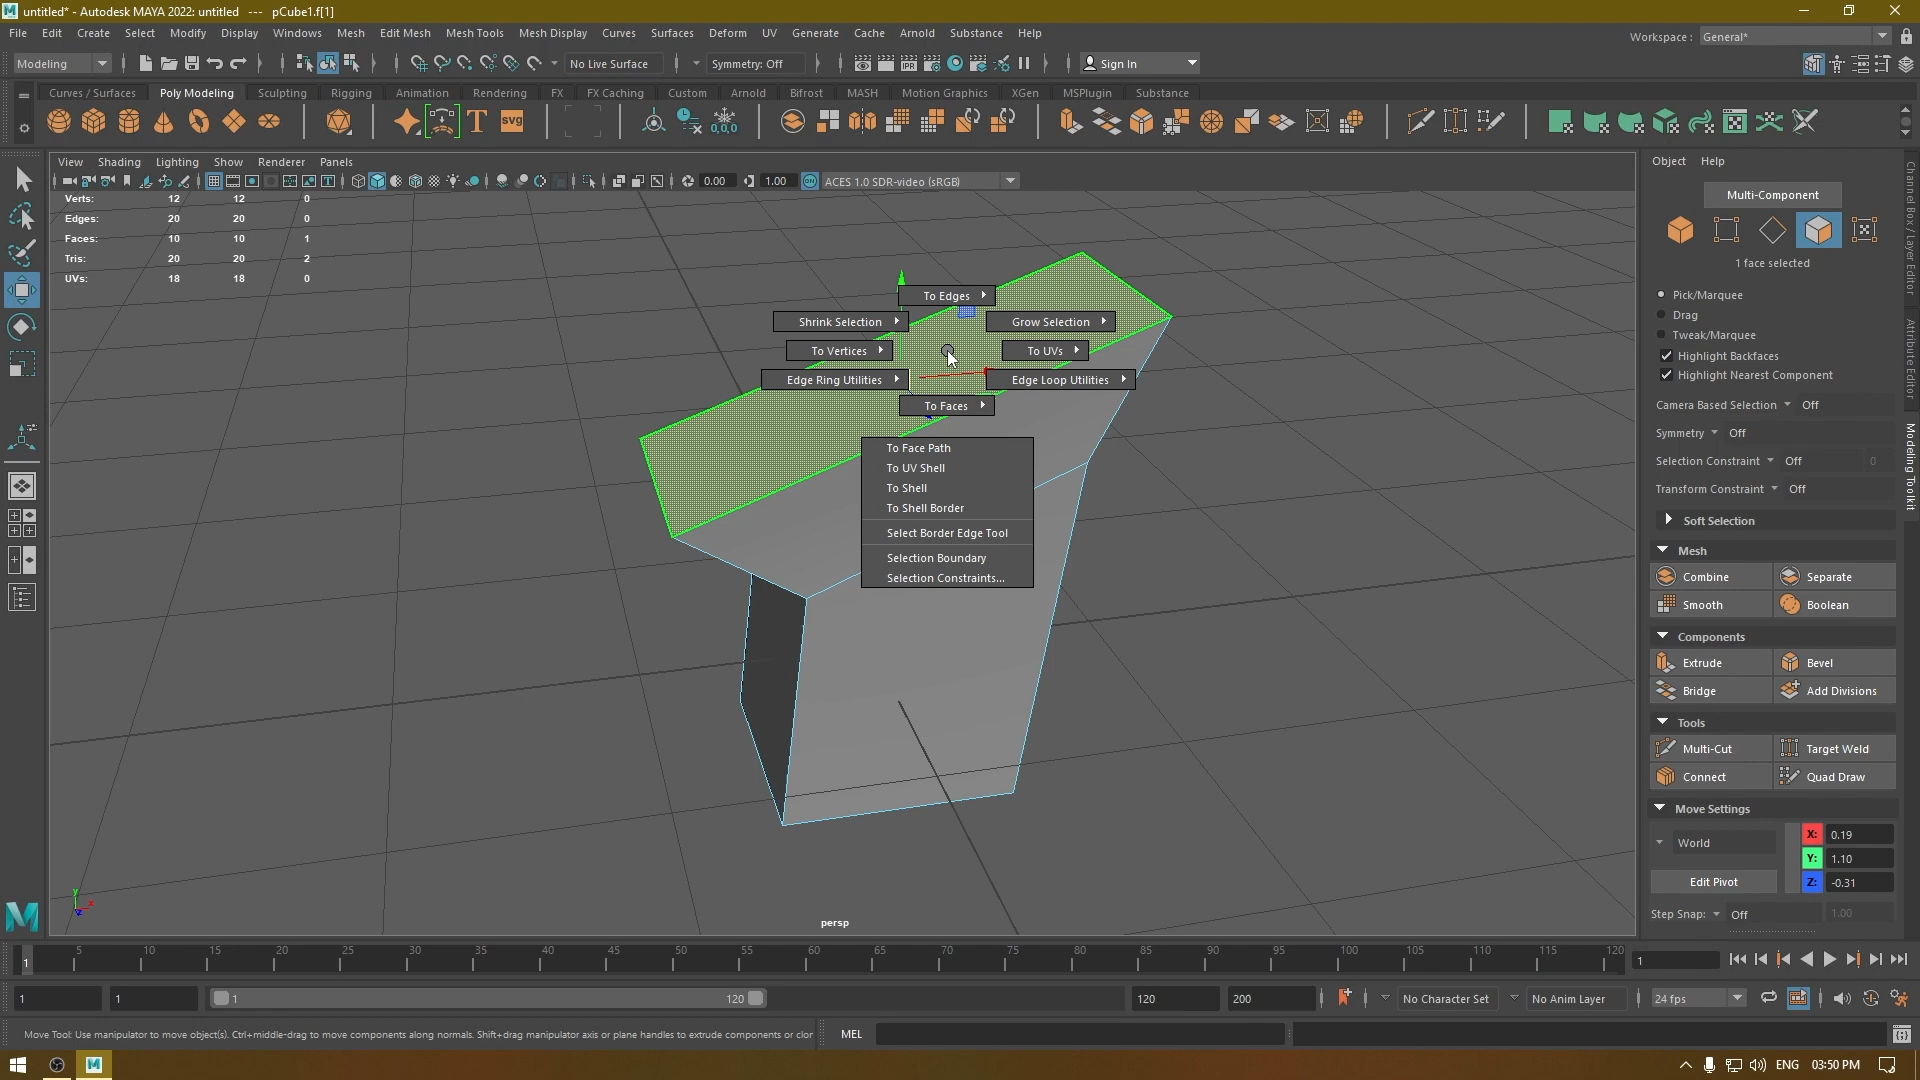 untitled* - Autodesk MAYA 2022: untitled --- pCube1.f[1]
File Edit Create Select Modify Display Windows Mesh Edit Mesh Mesh Tools Mesh Display Curves Surfaces Deform UV Generate Cache Arnold Substance Help
Workspace : General*
Modeling No Live Surface Symmetry: Off Sign In
Curves / Surfaces Poly Modeling Sculpting Rigging Animation Rendering FX FX Caching Custom Arnold Bifrost MASH Motion Graphics XGen MSPlugin Substance
SVG
0,0,0
View Shading Lighting Show Renderer Panels
0.00 1.00 ACES 1.0 SDR-video (sRGB)
Verts: 12 12 0
Edges: 20 20 0
Faces: 10 10 1
Tris: 20 20 2
UVs: 18 18 0
To Edges
Shrink Selection
Grow Selection
To Vertices
To UVs
Edge Ring Utilities
Edge Loop Utilities
To Faces
To Face Path
To UV Shell
To Shell
To Shell Border
Select Border Edge Tool
Selection Boundary
Selection Constraints...
persp
y
x
z
Object Help
Multi-Component
1 face selected
Pick/Marquee
Drag
Tweak/Marquee
Highlight Backfaces
Highlight Nearest Component
Camera Based Selection Off
Symmetry Off
Selection Constraint Off 0
Transform Constraint Off
Soft Selection
Mesh
Combine Separate
Smooth Boolean
Components
Extrude Bevel
Bridge Add Divisions
Tools
Multi-Cut Target Weld
Connect Quad Draw
Move Settings
World
X: 0.19
Y: 1.10
Edit Pivot
Z: -0.31
Step Snap: Off 1.00
Channel Box / Layer Editor
Attribute Editor
Modeling Toolkit
1 5 10 15 20 25 30 35 40 45 50 55 60 65 70 75 80 85 90 95 100 105 110 115 120
1
1 1 1 120 120 200 No Character Set No Anim Layer 24 fps
Move Tool: Use manipulator to move object(s). Ctrl+middle-drag to move components along normals. Shift+drag manipulator axis or plane handles to extrude components or clor
MEL
ENG 03:50 PM